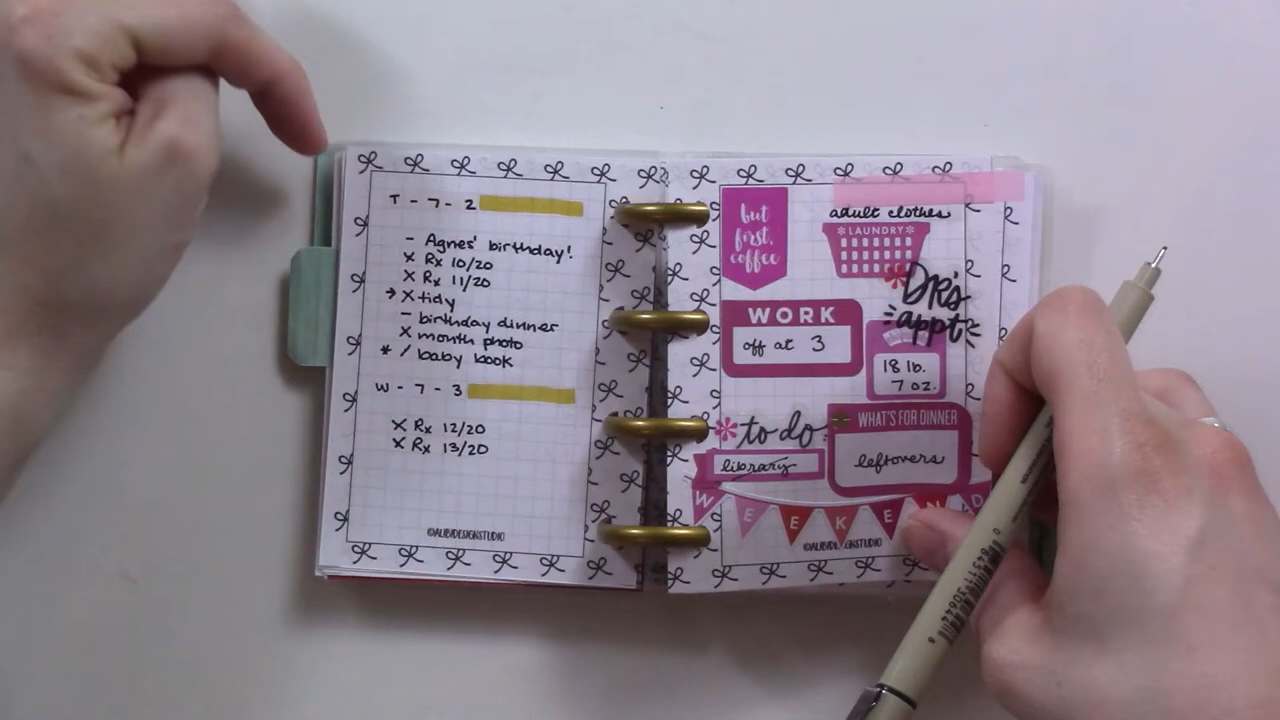 T - 7 - 2
- Agnes' birthday!
X Rx 10/20
X Rx 11/20
→ X tidy
- birthday dinner
X month photo
* / baby book
W - 7 - 3
X Rx 12/20
X Rx 13/20
©ALIBIDESIGNSTUDIO
but
first,
coffee
adult clothes
*LAUNDRY*
DR's
appt
WORK
off at 3
18 lb.
7 oz.
*to do
library
WHAT'S FOR DINNER
leftovers
WEEKEND